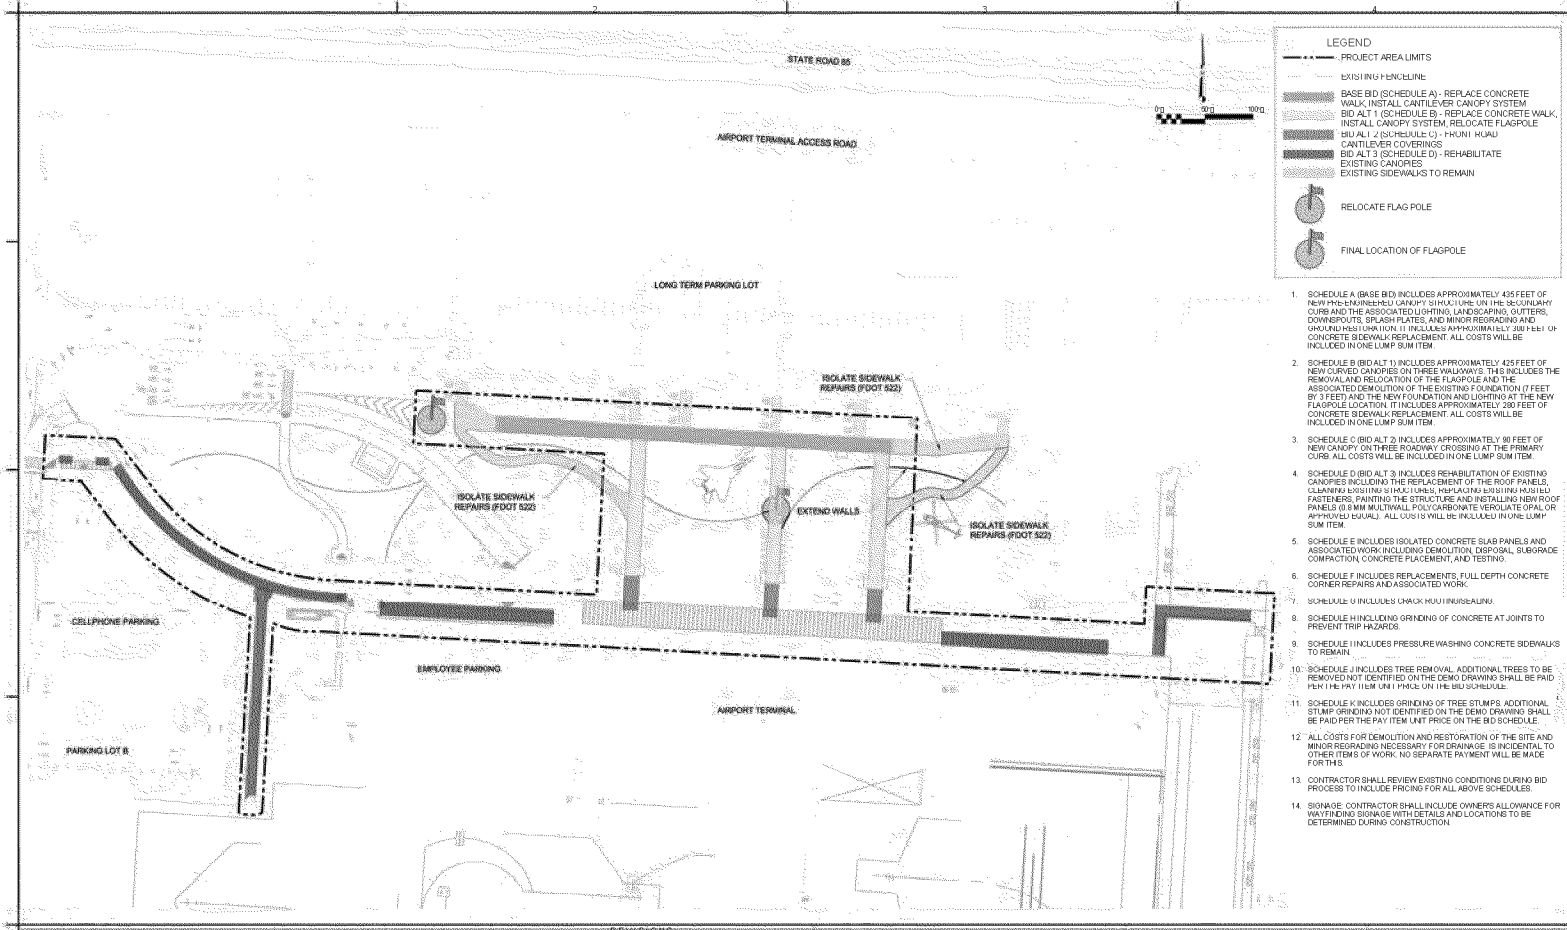 2
3
4
STATE ROAD 85
AIRPORT TERMINAL ACCESS ROAD
LONG TERM PARKING LOT
ISOLATE SIDEWALK
REPAIRS (FDOT 522)
ISOLATE SIDEWALK
REPAIRS (FDOT 522)
EXTEND WALLS
ISOLATE SIDEWALK
REPAIRS (FDOT 522)
CELLPHONE PARKING
EMPLOYEE PARKING
AIRPORT TERMINAL
PARKING LOT B
LEGEND
PROJECT AREA LIMITS
EXISTING FENCELINE
BASE BID (SCHEDULE A) - REPLACE CONCRETE
WALK, INSTALL CANTILEVER CANOPY SYSTEM
BID ALT 1 (SCHEDULE B) - REPLACE CONCRETE WALK,
INSTALL CANOPY SYSTEM, RELOCATE FLAGPOLE
BID ALT 2 (SCHEDULE C) - FRONT ROAD
CANTILEVER COVERINGS
BID ALT 3 (SCHEDULE D) - REHABILITATE
EXISTING CANOPIES
EXISTING SIDEWALKS TO REMAIN
RELOCATE FLAG POLE
FINAL LOCATION OF FLAGPOLE
1. SCHEDULE A (BASE BID) INCLUDES APPROXIMATELY 435 FEET OF
NEW PRE-ENGINEERED CANOPY STRUCTURE ON THE SECONDARY
CURB AND THE ASSOCIATED LIGHTING, LANDSCAPING, GUTTERS,
DOWNSPOUTS, SPLASH PLATES, AND MINOR REGRADING AND
GROUND RESTORATION. IT INCLUDES APPROXIMATELY 300 FEET OF
CONCRETE SIDEWALK REPLACEMENT. ALL COSTS WILL BE
INCLUDED IN ONE LUMP SUM ITEM.
2. SCHEDULE B (BID ALT 1) INCLUDES APPROXIMATELY 425 FEET OF
NEW CURVED CANOPIES ON THREE WALKWAYS. THIS INCLUDES THE
REMOVAL AND RELOCATION OF THE FLAGPOLE AND THE
ASSOCIATED DEMOLITION OF THE EXISTING FOUNDATION (7 FEET
BY 3 FEET) AND THE NEW FOUNDATION AND LIGHTING AT THE NEW
FLAGPOLE LOCATION. IT INCLUDES APPROXIMATELY 280 FEET OF
CONCRETE SIDEWALK REPLACEMENT. ALL COSTS WILL BE
INCLUDED IN ONE LUMP SUM ITEM.
3. SCHEDULE C (BID ALT 2) INCLUDES APPROXIMATELY 90 FEET OF
NEW CANOPY ON THREE ROADWAY CROSSING AT THE PRIMARY
CURB. ALL COSTS WILL BE INCLUDED IN ONE LUMP SUM ITEM.
4. SCHEDULE D (BID ALT 3) INCLUDES REHABILITATION OF EXISTING
CANOPIES INCLUDING THE REPLACEMENT OF THE ROOF PANELS,
CLEANING EXISTING STRUCTURES, REPLACING EXISTING RUSTED
FASTENERS, PAINTING THE STRUCTURE AND INSTALLING NEW ROOF
PANELS (0.8 MM MULTIWALL POLYCARBONATE VEROLIATE OPAL OR
APPROVED EQUAL). ALL COSTS WILL BE INCLUDED IN ONE LUMP
SUM ITEM.
5. SCHEDULE E INCLUDES ISOLATED CONCRETE SLAB PANELS AND
ASSOCIATED WORK INCLUDING DEMOLITION, DISPOSAL, SUBGRADE
COMPACTION, CONCRETE PLACEMENT, AND TESTING.
6. SCHEDULE F INCLUDES REPLACEMENTS, FULL DEPTH CONCRETE
CORNER REPAIRS AND ASSOCIATED WORK.
7. SCHEDULE G INCLUDES CRACK ROUTING/SEALING.
8. SCHEDULE H INCLUDING GRINDING OF CONCRETE AT JOINTS TO
PREVENT TRIP HAZARDS.
9. SCHEDULE I INCLUDES PRESSURE WASHING CONCRETE SIDEWALKS
TO REMAIN.
10. SCHEDULE J INCLUDES TREE REMOVAL. ADDITIONAL TREES TO BE
REMOVED NOT IDENTIFIED ON THE DEMO DRAWING SHALL BE PAID
PER THE PAY ITEM UNIT PRICE ON THE BID SCHEDULE.
11. SCHEDULE K INCLUDES GRINDING OF TREE STUMPS. ADDITIONAL
STUMP GRINDING NOT IDENTIFIED ON THE DEMO DRAWING SHALL
BE PAID PER THE PAY ITEM UNIT PRICE ON THE BID SCHEDULE.
12. ALL COSTS FOR DEMOLITION AND RESTORATION OF THE SITE AND
MINOR REGRADING NECESSARY FOR DRAINAGE IS INCIDENTAL TO
OTHER ITEMS OF WORK. NO SEPARATE PAYMENT WILL BE MADE
FOR THIS.
13. CONTRACTOR SHALL REVIEW EXISTING CONDITIONS DURING BID
PROCESS TO INCLUDE PRICING FOR ALL ABOVE SCHEDULES.
14. SIGNAGE: CONTRACTOR SHALL INCLUDE OWNER'S ALLOWANCE FOR
WAYFINDING SIGNAGE WITH DETAILS AND LOCATIONS TO BE
DETERMINED DURING CONSTRUCTION.